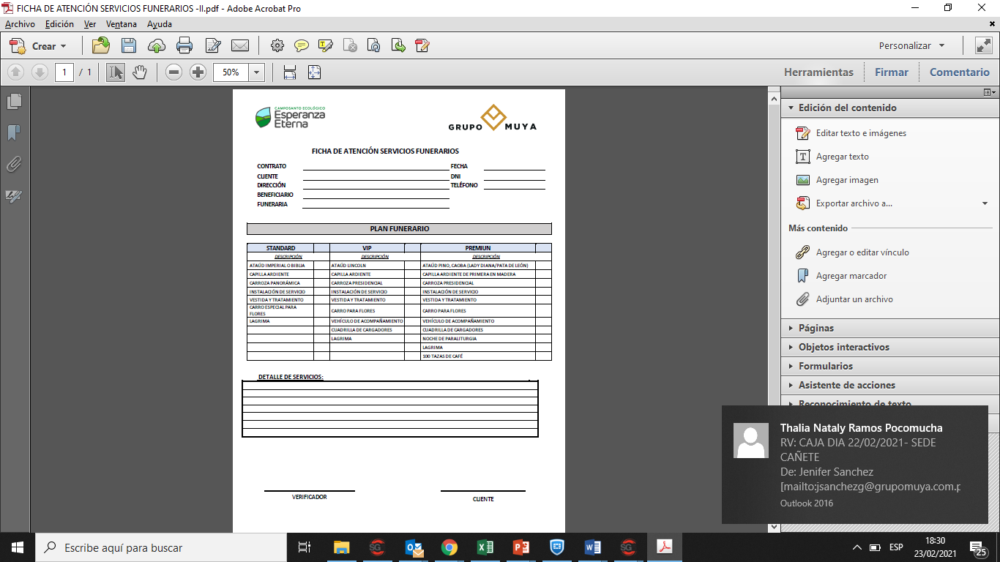 FICHA DE ATENCIÓN SERVICIOS FUNERARIOS -II.pdf - Adobe Acrobat Pro
Archivo Edición Ver Ventana Ayuda
Crear
Personalizar
1 / 1
50%
Herramientas Firmar Comentario
CAMPOSANTO ECOLÓGICO
Esperanza
Eterna
GRUPO MUYA
FICHA DE ATENCIÓN SERVICIOS FUNERARIOS
CONTRATO FECHA
CLIENTE DNI
DIRECCIÓN TELÉFONO
BENEFICIARIO
FUNERARIA
PLAN FUNERARIO
STANDARD VIP PREMIUN
DESCRIPCIÓN DESCRIPCIÓN DESCRIPCIÓN
ATAÚD IMPERIAL O BIBLIA ATAÚD LINCOLN ATAÚD PINO, CAOBA (LADY DIANA/PATA DE LEÓN)
CAPILLA ARDIENTE CAPILLA ARDIENTE CAPILLA ARDIENTE DE PRIMERA EN MADERA
CARROZA PANORÁMICA CARROZA PRESIDENCIAL CARROZA PRESIDENCIAL
INSTALACIÓN DE SERVICIO INSTALACIÓN DE SERVICIO INSTALACIÓN DE SERVICIO
VESTIDA Y TRATAMIENTO VESTIDA Y TRATAMIENTO VESTIDA Y TRATAMIENTO
CARRO ESPECIAL PARA
FLORES CARRO PARA FLORES CARRO PARA FLORES
LAGRIMA VEHÍCULO DE ACOMPAÑAMIENTO VEHÍCULO DE ACOMPAÑAMIENTO
CUADRILLA DE CARGADORES CUADRILLA DE CARGADORES
LAGRIMA NOCHE DE PARALITURGIA
LAGRIMA
100 TAZAS DE CAFÉ
DETALLE DE SERVICIOS:
VERIFICADOR
CLIENTE
Edición del contenido
Editar texto e imágenes
Agregar texto
Agregar imagen
Exportar archivo a...
Más contenido
Agregar o editar vínculo
Agregar marcador
Adjuntar un archivo
Páginas
Objetos interactivos
Formularios
Asistente de acciones
Reconocimiento de texto
Thalia Nataly Ramos Pocomucha
RV: CAJA DIA 22/02/2021- SEDE
CAÑETE
De: Jenifer Sanchez
[mailto:jsanchezg@grupomuya.com.p
Outlook 2016
Escribe aquí para buscar
ESP
18:30
23/02/2021
25